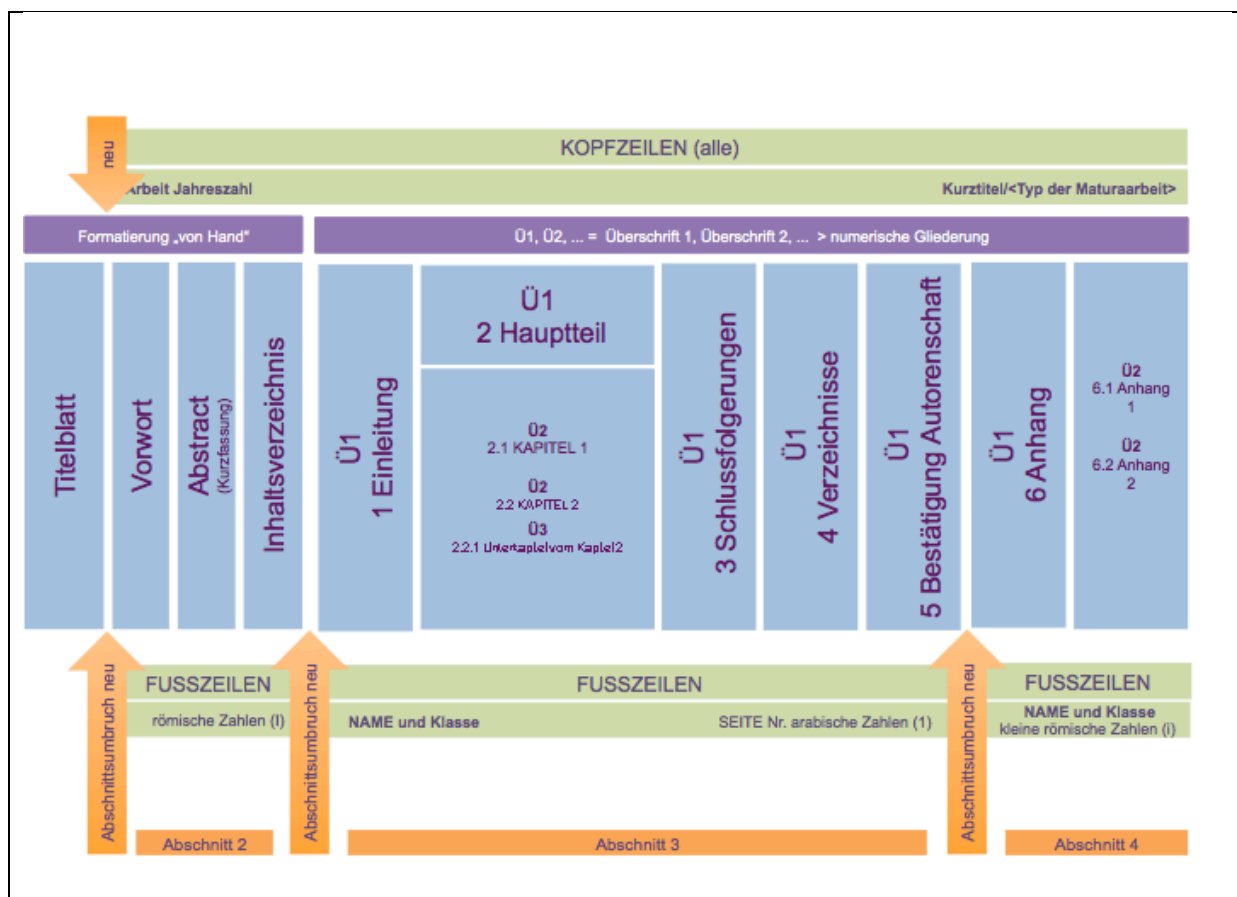 neu
KOPFZEILEN (alle)
Arbeit Jahreszahl
Kurztitel/<Typ der Maturaarbeit>
Formatierung „von Hand“
Ü1, Ü2, ... = Überschrift 1, Überschrift 2, ... > numerische Gliederung
Titelblatt
Vorwort
Abstract
(Kurzfassung)
Inhaltsverzeichnis
Ü1
1 Einleitung
Ü1
2 Hauptteil
Ü2
2.1 KAPITEL 1
Ü2
2.2 KAPITEL 2
Ü3
2.2.1 Untertapielvom Kapiel2
Ü1
3 Schlussfolgerungen
Ü1
4 Verzeichnisse
Ü1
5 Bestätigung Autorenschaft
Ü1
6 Anhang
Ü2
6.1 Anhang
1
Ü2
6.2 Anhang
2
Abschnittsumbruch neu
FUSSZEILEN
römische Zahlen (I)
Abschnittsumbruch neu
FUSSZEILEN
NAME und Klasse
SEITE Nr. arabische Zahlen (1)
Abschnittsumbruch neu
FUSSZEILEN
NAME und Klasse
kleine römische Zahlen (i)
Abschnitt 2
Abschnitt 3
Abschnitt 4